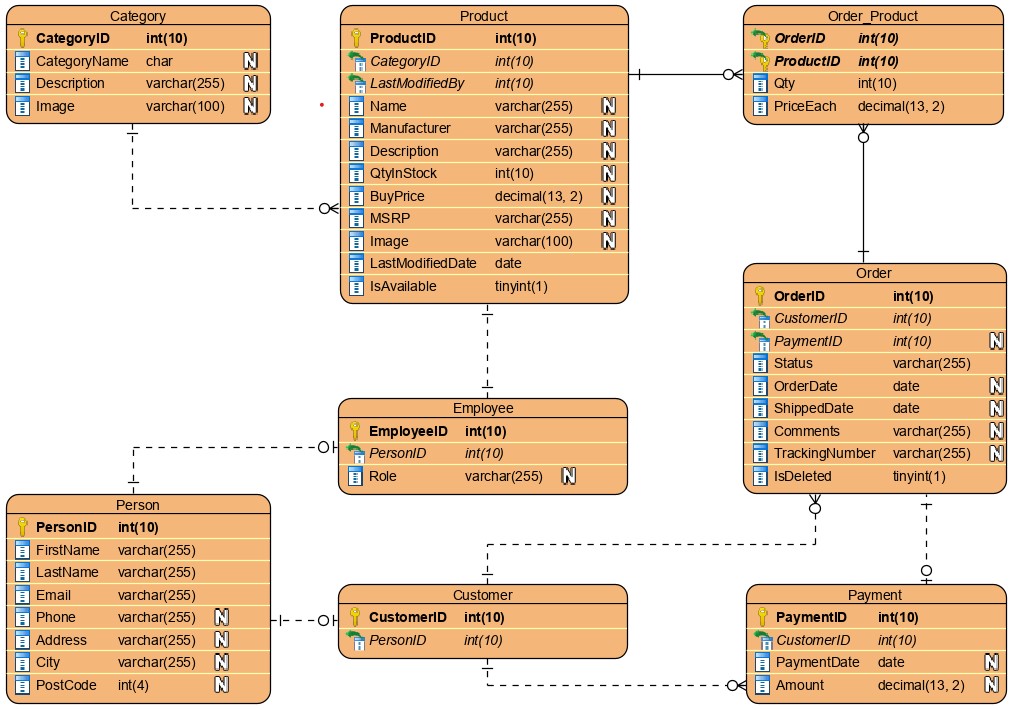 Category
CategoryID int(10)
CategoryName char N
Description varchar(255) N
Image varchar(100) N
Product
ProductID int(10)
CategoryID int(10)
LastModifiedBy int(10)
Name varchar(255) N
Manufacturer varchar(255) N
Description varchar(255) N
QtyInStock int(10) N
BuyPrice decimal(13, 2) N
MSRP varchar(255) N
Image varchar(100) N
LastModifiedDate date
IsAvailable tinyint(1)
Order_Product
OrderID int(10)
ProductID int(10)
Qty int(10)
PriceEach decimal(13, 2)
Order
OrderID int(10)
CustomerID int(10)
PaymentID int(10) N
Status varchar(255)
OrderDate date N
ShippedDate date N
Comments varchar(255) N
TrackingNumber varchar(255) N
IsDeleted tinyint(1)
Employee
EmployeeID int(10)
PersonID int(10)
Role varchar(255) N
Person
PersonID int(10)
FirstName varchar(255)
LastName varchar(255)
Email varchar(255)
Phone varchar(255) N
Address varchar(255) N
City varchar(255) N
PostCode int(4) N
Customer
CustomerID int(10)
PersonID int(10)
Payment
PaymentID int(10)
CustomerID int(10)
PaymentDate date N
Amount decimal(13, 2) N